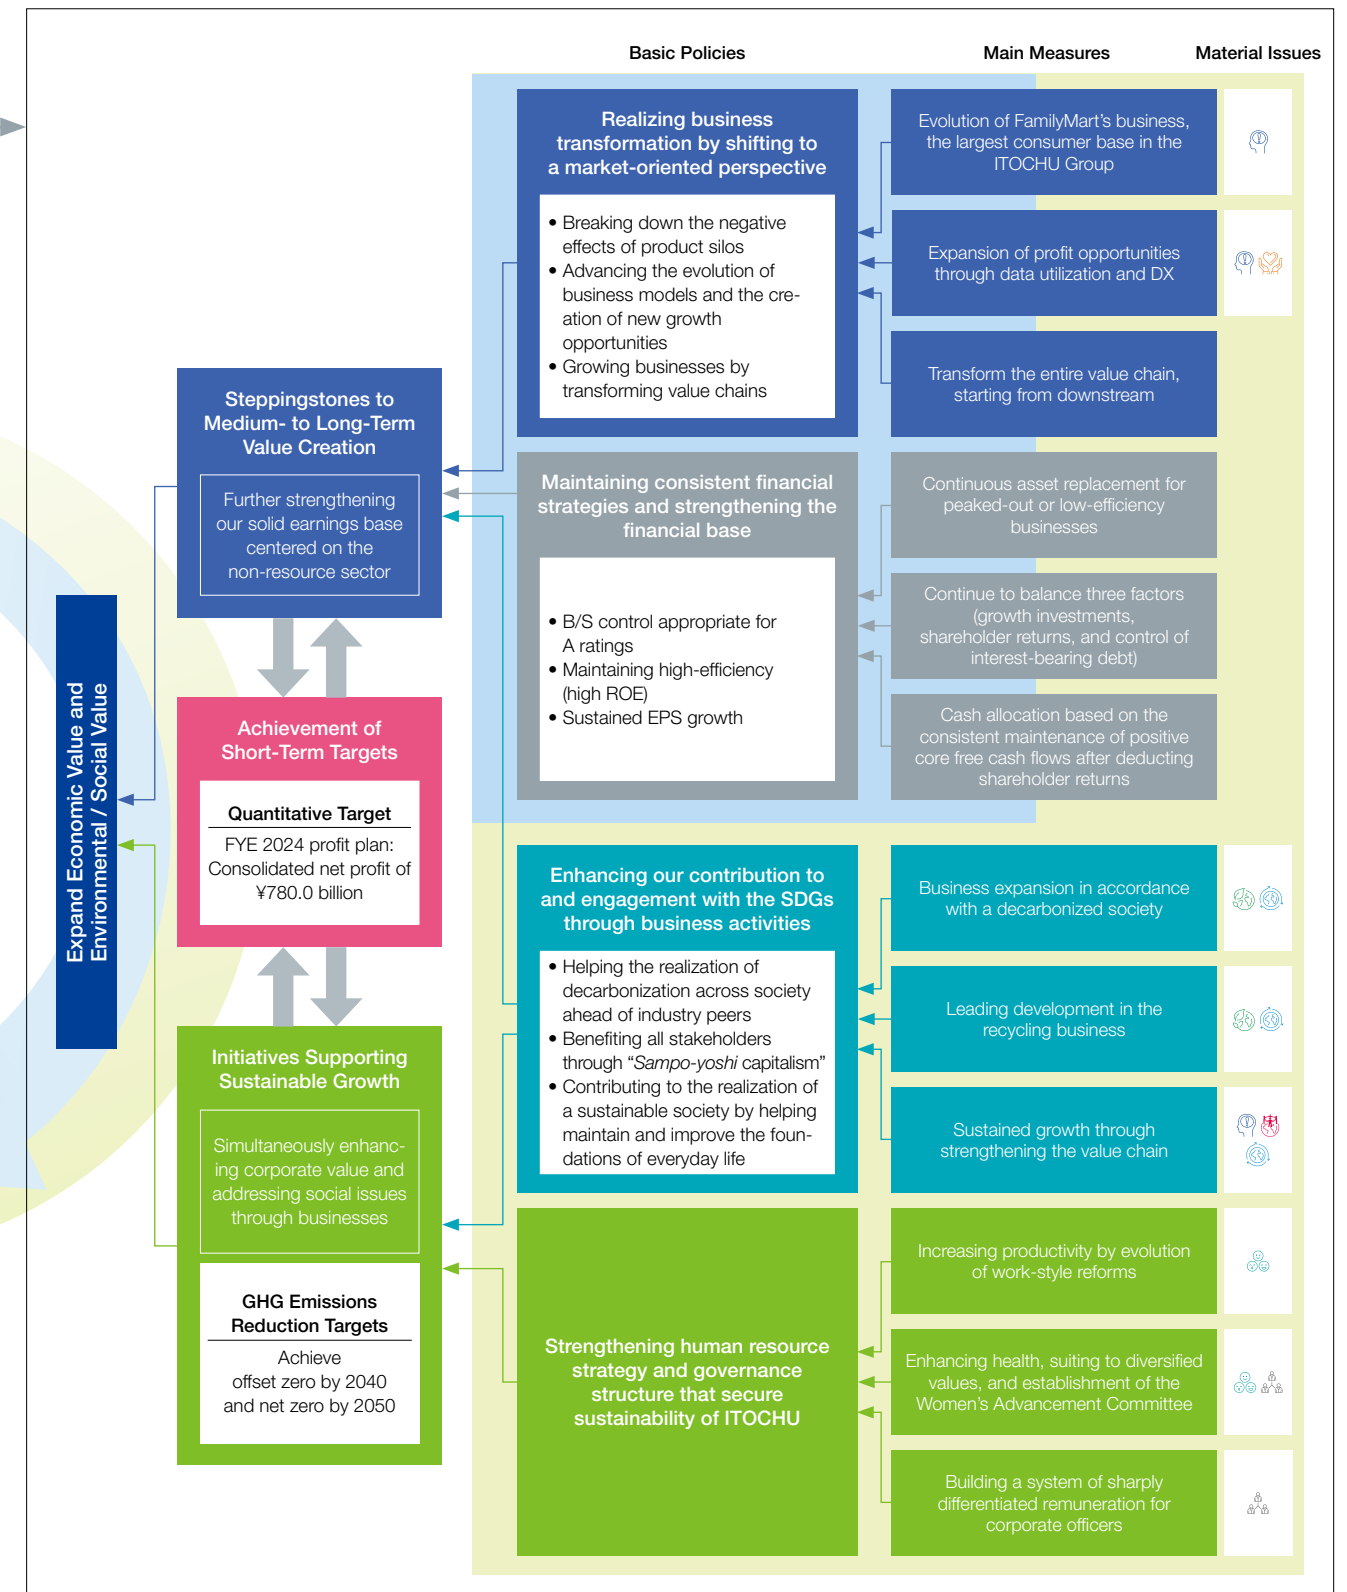 Basic Policies
Main Measures
Material Issues
Realizing business
transformation by shifting to
a market-oriented perspective
• Breaking down the negative
effects of product silos
• Advancing the evolution of
business models and the cre-
ation of new growth
opportunities
• Growing businesses by
transforming value chains
Evolution of FamilyMart's business,
the largest consumer base in the
ITOCHU Group
Expansion of profit opportunities
through data utilization and DX
Transform the entire value chain,
starting from downstream
Steppingstones to
Medium- to Long-Term
Value Creation
Further strengthening
our solid earnings base
centered on the
non-resource sector
Maintaining consistent financial
strategies and strengthening the
financial base
• B/S control appropriate for
A ratings
• Maintaining high-efficiency
(high ROE)
• Sustained EPS growth
Continuous asset replacement for
peaked-out or low-efficiency
businesses
Continue to balance three factors
(growth investments,
shareholder returns, and control of
interest-bearing debt)
Cash allocation based on the
consistent maintenance of positive
core free cash flows after deducting
shareholder returns
Expand Economic Value and
Environmental / Social Value
Achievement of
Short-Term Targets
Quantitative Target
FYE 2024 profit plan:
Consolidated net profit of
¥780.0 billion
Enhancing our contribution to
and engagement with the SDGs
through business activities
• Helping the realization of
decarbonization across society
ahead of industry peers
• Benefiting all stakeholders
through “Sampo-yoshi capitalism”
• Contributing to the realization of
a sustainable society by helping
maintain and improve the foun-
dations of everyday life
Business expansion in accordance
with a decarbonized society
Leading development in the
recycling business
Sustained growth through
strengthening the value chain
Initiatives Supporting
Sustainable Growth
Simultaneously enhanc-
ing corporate value and
addressing social issues
through businesses
GHG Emissions
Reduction Targets
Achieve
offset zero by 2040
and net zero by 2050
Strengthening human resource
strategy and governance
structure that secure
sustainability of ITOCHU
Increasing productivity by evolution
of work-style reforms
Enhancing health, suiting to diversified
values, and establishment of the
Women's Advancement Committee
Building a system of sharply
differentiated remuneration for
corporate officers